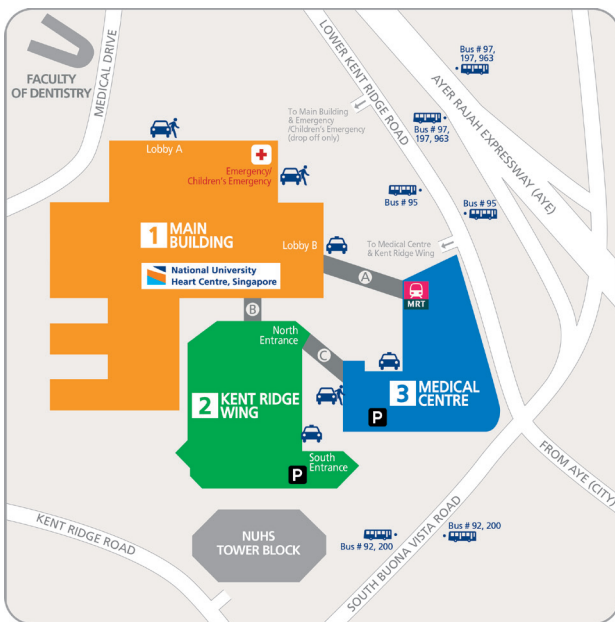 FACULTY
OF DENTISTRY
MEDICAL DRIVE
LOWER KENT RIDGE ROAD
AYER RAJAH EXPRESSWAY (AYE)
Bus # 97,
197, 963
Bus # 97,
197, 963
To Main Building
& Emergency
/Children's Emergency
(drop off only)
Lobby A
Emergency/
Children's Emergency
Bus # 95
Bus # 95
1 MAIN
BUILDING
Lobby B
To Medical Centre
& Kent Ridge Wing
National University
Heart Centre, Singapore
A
MRT
B
North
Entrance
C
2 KENT RIDGE
WING
3 MEDICAL
CENTRE
P
South
Entrance
P
FROM AYE (CITY)
KENT RIDGE ROAD
NUHS
TOWER BLOCK
Bus # 92, 200
Bus # 92, 200
SOUTH BUONA VISTA ROAD